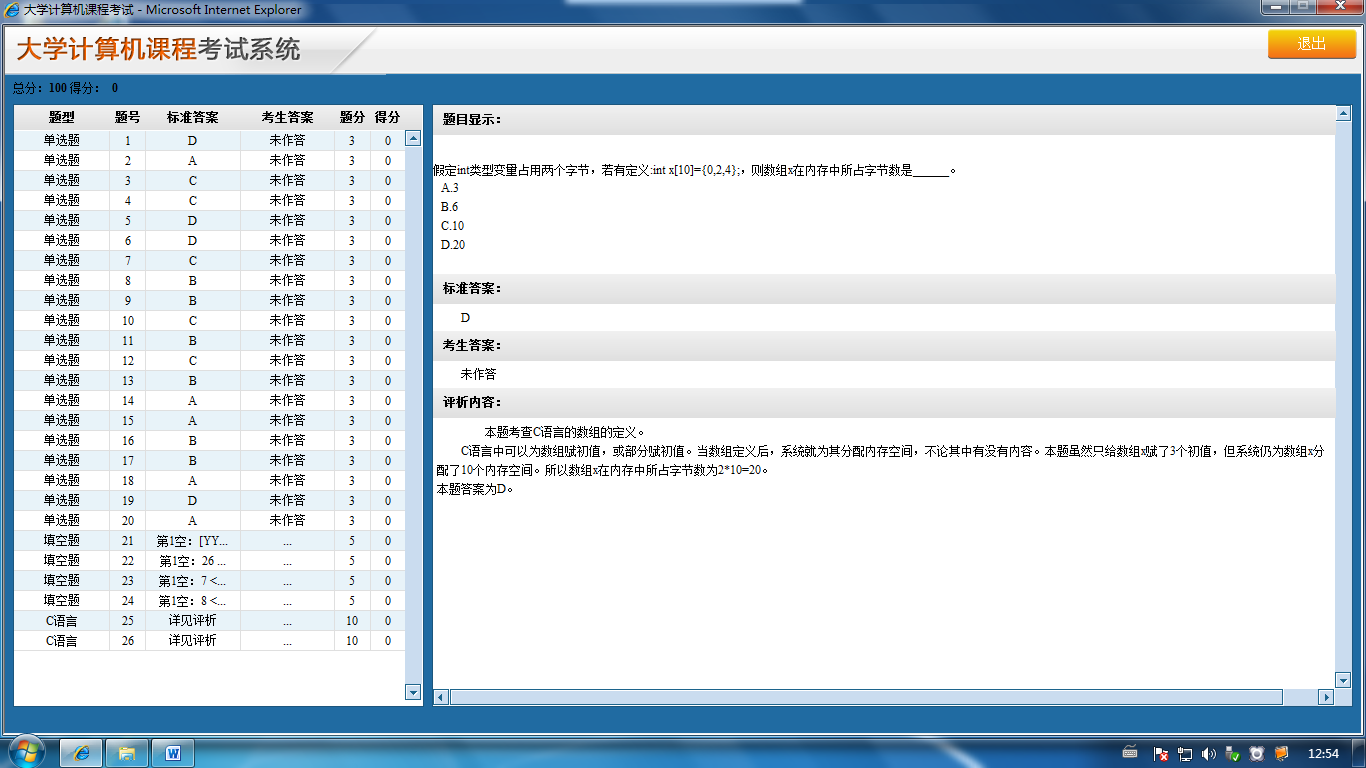 大学计算机课程考试 - Microsoft Internet Explorer
大学计算机课程考试系统
退出
总分：100 得分： 0
题型 题号 标准答案 考生答案 题分 得分
单选题 1 D 未作答 3 0
单选题 2 A 未作答 3 0
单选题 3 C 未作答 3 0
单选题 4 C 未作答 3 0
单选题 5 D 未作答 3 0
单选题 6 D 未作答 3 0
单选题 7 C 未作答 3 0
单选题 8 B 未作答 3 0
单选题 9 B 未作答 3 0
单选题 10 C 未作答 3 0
单选题 11 B 未作答 3 0
单选题 12 C 未作答 3 0
单选题 13 B 未作答 3 0
单选题 14 A 未作答 3 0
单选题 15 A 未作答 3 0
单选题 16 B 未作答 3 0
单选题 17 B 未作答 3 0
单选题 18 A 未作答 3 0
单选题 19 D 未作答 3 0
单选题 20 A 未作答 3 0
填空题 21 第1空：[YY... ... 5 0
填空题 22 第1空：26 ... ... 5 0
填空题 23 第1空：7 <... ... 5 0
填空题 24 第1空：8 <... ... 5 0
C语言 25 详见评析 ... 10 0
C语言 26 详见评析 ... 10 0
题目显示：
假定int类型变量占用两个字节，若有定义:int x[10]={0,2,4};，则数组x在内存中所占字节数是______。
A.3
B.6
C.10
D.20
标准答案：
D
考生答案：
未作答
评析内容：
本题考查C语言的数组的定义。
C语言中可以为数组赋初值，或部分赋初值。当数组定义后，系统就为其分配内存空间，不论其中有没有内容。本题虽然只给数组x赋了3个初值，但系统仍为数组x分
配了10个内存空间。所以数组x在内存中所占字节数为2*10=20。
本题答案为D。
12:54